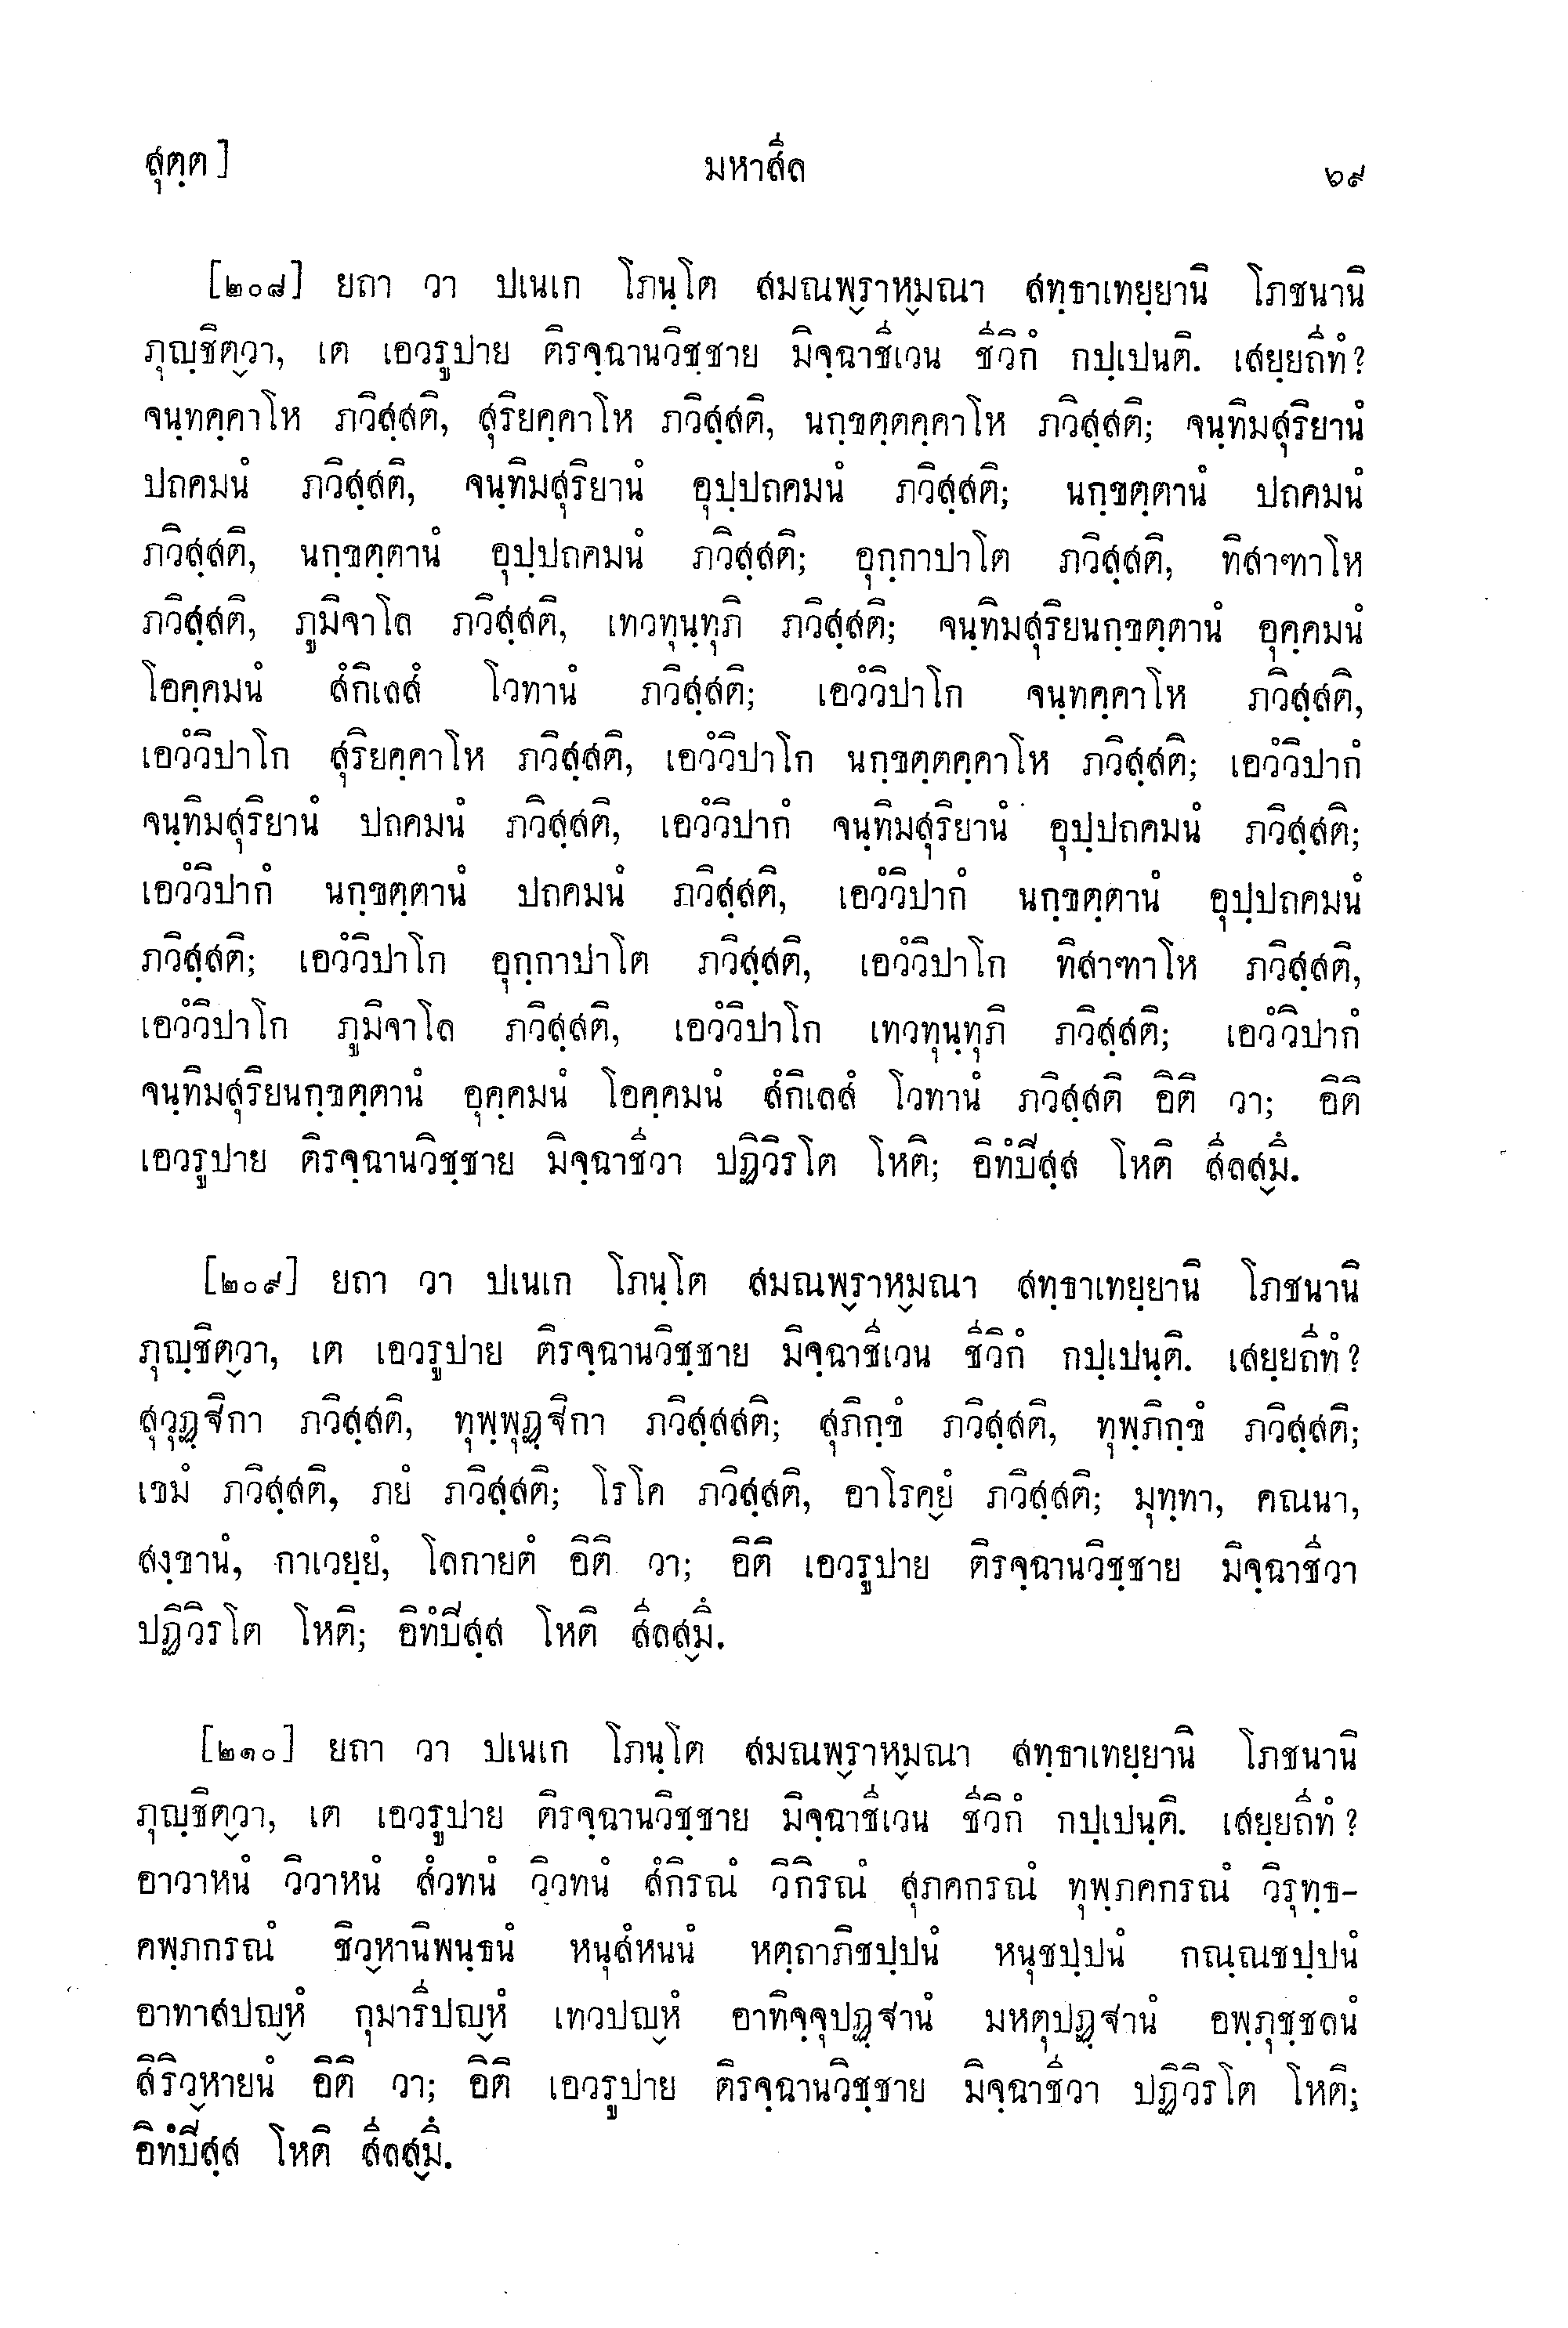 สุตฺต]	มหาสีล	๖๙
[๒๐๘] ยถา วา ปเนเก โภนฺโต สมณพฺราหฺมณา สทฺธาเทยฺยานิ โภชนานิ
ภุญฺชิตฺวา, เต เอวรูปาย ติรจฺฉานวิชฺชาย มิจฺฉาชีเวน ชีวิกํ กปฺเปนติ. เสยฺยถีทํ?
จนฺทคฺคาโห ภวิสฺสติ, สุริยคฺคาโห ภวิสฺสติ, นกฺขตฺตคฺคาโห ภวิสฺสติ; จนฺทิมสุริยานํ
ปถคมนํ ภวิสฺสติ, จนฺทิมสุริยานํ อุปฺปถคมนํ ภวิสฺสติ; นกฺขตฺตานํ ปถคมนํ
ภวิสฺสติ, นกฺขตฺตานํ อุปฺปถคมนํ ภวิสฺสติ; อุกฺกาปาโต ภวิสฺสติ, ทิสาฑาโห
ภวิสฺสติ, ภูมิจาโล ภวิสฺสติ, เทวทุนฺทุภิ ภวิสฺสติ; จนฺทิมสุริยนกฺขตฺตานํ อุคฺคมนํ
โอคฺคมนํ สํกิเลสํ โวทานํ ภวิสฺสติ; เอวํวิปาโก จนฺทคฺคาโห ภวิสฺสติ,
เอวํวิปาโก สุริยคฺคาโห ภวิสฺสติ, เอวํวิปาโก นกฺขตฺตคฺคาโห ภวิสฺสติ; เอวํวิปากํ
จนฺทิมสุริยานํ ปถคมนํ ภวิสฺสติ, เอวํวิปากํ จนฺทิมสุริยานํ อุปฺปถคมนํ ภวิสฺสติ;
เอวํวิปากํ นกฺขตฺตานํ ปถคมนํ ภวิสฺสติ, เอวํวิปากํ นกฺขตฺตานํ อุปฺปถคมนํ
ภวิสฺสติ; เอวํวิปาโก อุกฺกาปาโต ภวิสฺสติ, เอวํวิปาโก ทิสาฑาโห ภวิสฺสติ,
เอวํวิปาโก ภูมิจาโล ภวิสฺสติ, เอวํวิปาโก เทวทุนฺทุภิ ภวิสฺสติ; เอวํวิปากํ
จนฺทิมสุริยนกฺขตฺตานํ อุคฺคมนํ โอคฺคมนํ สํกิเลสํ โวทานํ ภวิสฺสติ อิติ วา; อิติ
เอวรูปาย ติรจฺฉานวิชฺชาย มิจฺฉาชีวา ปฏิวิรโต โหติ; อิทํปีสฺส โหติ สีลสฺมึ.
[๒๐๙] ยถา วา ปเนเก โภนฺโต สมณพฺราหฺมณา สทฺธาเทยฺยานิ โภชนานิ
ภุญฺชิตฺวา, เต เอวรูปาย ติรจฺฉานวิชฺชาย มิจฺฉาชีเวน ชีวิกํ กปฺเปนฺติ. เสยฺยถีทํ?
สุวุฏฺฐิกา ภวิสฺสติ, ทุพฺพุฏฺฐิกา ภวิสฺสสติ; สุภิกฺขํ ภวิสฺสติ, ทุพฺภิกฺขํ ภวิสฺสติ;
เขมํ ภวิสฺสติ, ภยํ ภวิสฺสติ; โรโค ภวิสฺสติ, อาโรคฺยํ ภวิสฺสติ; มุทฺทา, คณนา,
สงฺขานํ, กาเวยฺยํ, โลกายตํ อิติ วา; อิติ เอวรูปาย ติรจฺฉานวิชฺชาย มิจฺฉาชีวา
ปฏิวิรโต โหติ; อิทํปีสฺส โหติ สีลสฺมึ.
[๒๑๐] ยถา วา ปเนเก โภนฺโต สมณพฺราหฺมณา สทฺธาเทยฺยานิ โภชนานิ
ภุญฺชิตฺวา, เต เอวรูปาย ติรจฺฉานวิชฺชาย มิจฺฉาชีเวน ชีวิกํ กปฺเปนฺติ. เสยฺยถีทํ?
อาวาหนํ วิวาหนํ สํวทนํ วิวทนํ สํกิรณํ วิกิรณํ สุภคกรณํ ทุพฺภคกรณํ วิรุทฺธ-
คพฺภกรณํ ชิวฺหานิพนฺธนํ หนุสํหนนํ หตฺถาภิชปฺปนํ หนุชปฺปนํ กณฺณชปฺปนํ
อาทาสปญฺหํ กุมาริปญฺหํ เทวปญฺหํ อาทิจฺจุปฏฺฐานํ มหตุปฏฺฐานํ อพฺภุชฺชลนํ
สิริวฺหายนํ อิติ วา; อิติ เอวรูปาย ติรจฺฉานวิชฺชาย มิจฺฉาชีวา ปฏิวิรโต โหติ;
อิทํปีสฺส โหติ สีลสฺมึ.